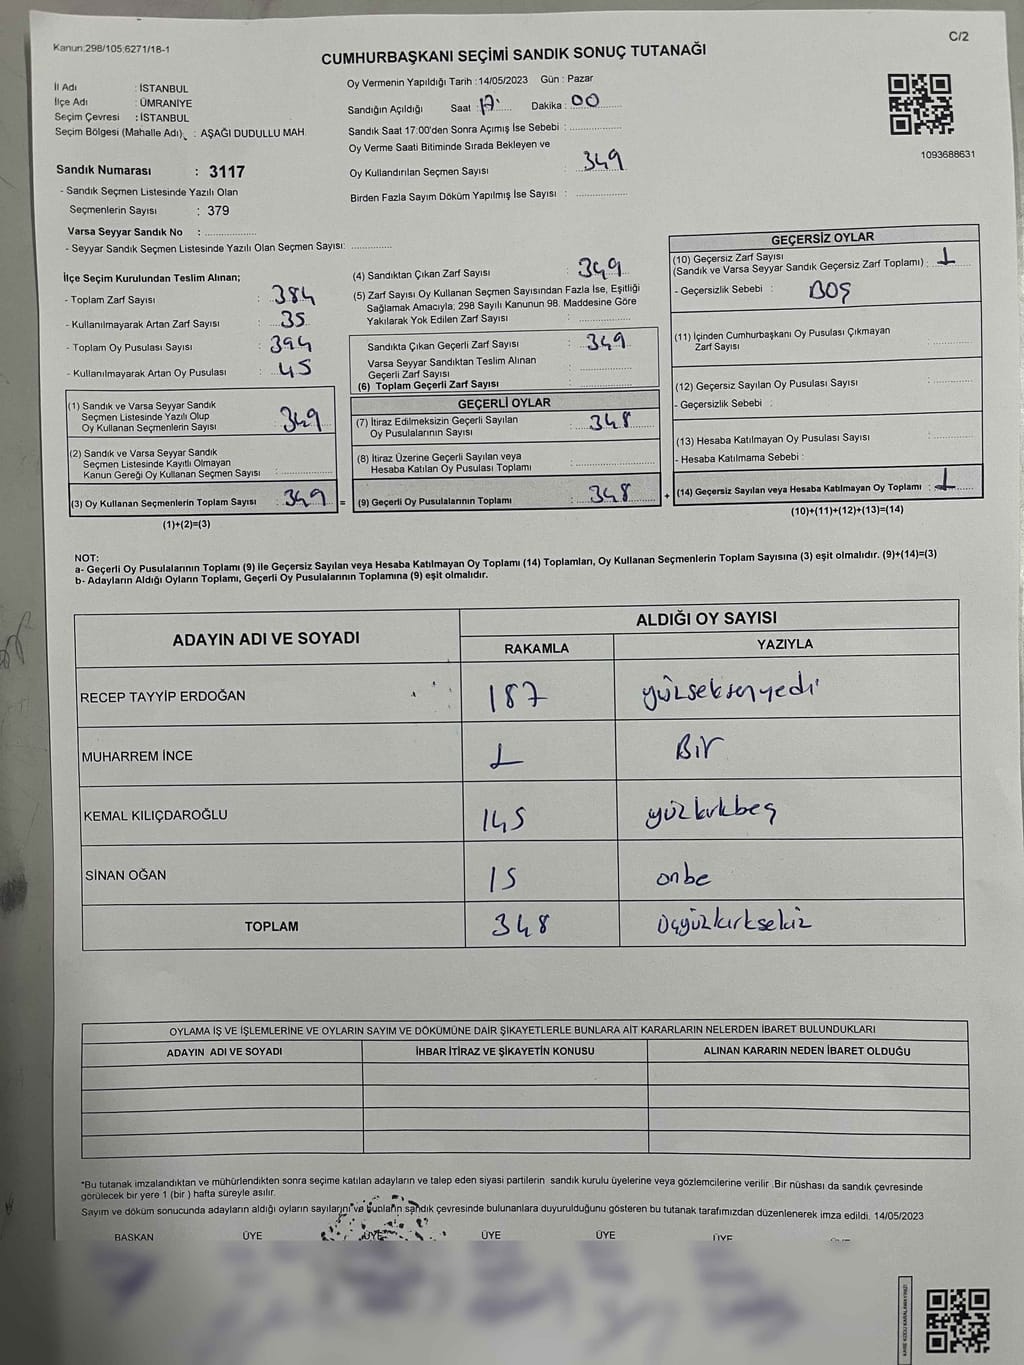 Kanun:298/105;6271/18-1
C/2
CUMHURBAŞKANI SEÇİMİ SANDIK SONUÇ TUTANAĞI
İl Adı : İSTANBUL
İlçe Adı : ÜMRANİYE
Seçim Çevresi : İSTANBUL
Seçim Bölgesi (Mahalle Adı) : AŞAĞI DUDULLU MAH.
Sandık Numarası : 3117
- Sandık Seçmen Listesinde Yazılı Olan
Seçmenlerin Sayısı : 379
Varsa Seyyar Sandık No : ....................
- Seyyar Sandık Seçmen Listesinde Yazılı Olan Seçmen Sayısı: ..............
Oy Vermenin Yapıldığı Tarih : 14/05/2023 Gün : Pazar
Sandığın Açıldığı Saat : 17 Dakika : 00
Sandık Saat 17:00'den Sonra Açımış İse Sebebi : ....................
Oy Verme Saati Bitiminde Sırada Bekleyen ve
Oy Kullandırılan Seçmen Sayısı : 349
Birden Fazla Sayım Döküm Yapılmış İse Sayısı : ....................
1093688631
İlçe Seçim Kurulundan Teslim Alınan;
- Toplam Zarf Sayısı : 384
- Kullanılmayarak Artan Zarf Sayısı : 35
- Toplam Oy Pusulası Sayısı : 394
- Kullanılmayarak Artan Oy Pusulası : 45
(1) Sandık ve Varsa Seyyar Sandık
Seçmen Listesinde Yazılı Olup
Oy Kullanan Seçmenlerin Sayısı 349
(2) Sandık ve Varsa Seyyar Sandık
Seçmen Listesinde Kayıtlı Olmayan
Kanun Gereği Oy Kullanan Seçmen Sayısı : ....................
(3) Oy Kullanan Seçmenlerin Toplam Sayısı : 349 =
(1)+(2)=(3)
(4) Sandıktan Çıkan Zarf Sayısı : 349
(5) Zarf Sayısı Oy Kullanan Seçmen Sayısından Fazla İse, Eşitliği
Sağlamak Amacıyla; 298 Sayılı Kanunun 98. Maddesine Göre
Yakılarak Yok Edilen Zarf Sayısı : ....................
Sandıkta Çıkan Geçerli Zarf Sayısı : 349
Varsa Seyyar Sandıktan Teslim Alınan
Geçerli Zarf Sayısı : ....................
(6) Toplam Geçerli Zarf Sayısı : ....................
GEÇERLİ OYLAR
(7) İtiraz Edilmeksizin Geçerli Sayılan
Oy Pusulalarının Sayısı : 348
(8) İtiraz Üzerine Geçerli Sayılan veya
Hesaba Katılan Oy Pusulası Toplamı : ....................
(9) Geçerli Oy Pusulalarının Toplamı : 348 +
GEÇERSİZ OYLAR
(10) Geçersiz Zarf Sayısı
(Sandık ve Varsa Seyyar Sandık Geçersiz Zarf Toplamı) : 1
- Geçersizlik Sebebi : BOŞ
(11) İçinden Cumhurbaşkanı Oy Pusulası Çıkmayan
Zarf Sayısı : ....................
(12) Geçersiz Sayılan Oy Pusulası Sayısı : ....................
- Geçersizlik Sebebi :
(13) Hesaba Katılmayan Oy Pusulası Sayısı : ....................
- Hesaba Katılmama Sebebi :
(14) Geçersiz Sayılan veya Hesaba Katılmayan Oy Toplamı : 1
(10)+(11)+(12)+(13)=(14)
NOT:
a- Geçerli Oy Pusulalarının Toplamı (9) ile Geçersiz Sayılan veya Hesaba Katılmayan Oy Toplamı (14) Toplamları, Oy Kullanan Seçmenlerin Toplam Sayısına (3) eşit olmalıdır. (9)+(14)=(3)
b- Adayların Aldığı Oyların Toplamı, Geçerli Oy Pusulalarının Toplamına (9) eşit olmalıdır.
ADAYIN ADI VE SOYADI ALDIĞI OY SAYISI
RAKAMLA YAZIYLA
RECEP TAYYİP ERDOĞAN 187 yüzseksenyedi
MUHARREM İNCE 1 Bir
KEMAL KILIÇDAROĞLU 145 yüzkırkbeş
SİNAN OĞAN 15 onbe
TOPLAM 348 üçyüzkırksekiz
OYLAMA İŞ VE İŞLEMLERİNE VE OYLARIN SAYIM VE DÖKÜMÜNE DAİR ŞİKAYETLERLE BUNLARA AİT KARARLARIN NELERDEN İBARET BULUNDUKLARI
ADAYIN ADI VE SOYADI İHBAR İTİRAZ VE ŞİKAYETİN KONUSU ALINAN KARARIN NEDEN İBARET OLDUĞU
*Bu tutanak imzalandıktan ve mühürlendikten sonra seçime katılan adayların ve talep eden siyasi partilerin sandık kurulu üyelerine veya gözlemcilerine verilir .Bir nüshası da sandık çevresinde
görülecek bir yere 1 (bir ) hafta süreyle asılır.
Sayım ve döküm sonucunda adayların aldığı oyların sayılarını ve bunların sandık çevresinde bulunanlara duyurulduğunu gösteren bu tutanak tarafımızdan düzenlenerek imza edildi. 14/05/2023
BAŞKAN ÜYE ÜYE ÜYE ÜYE ÜYE